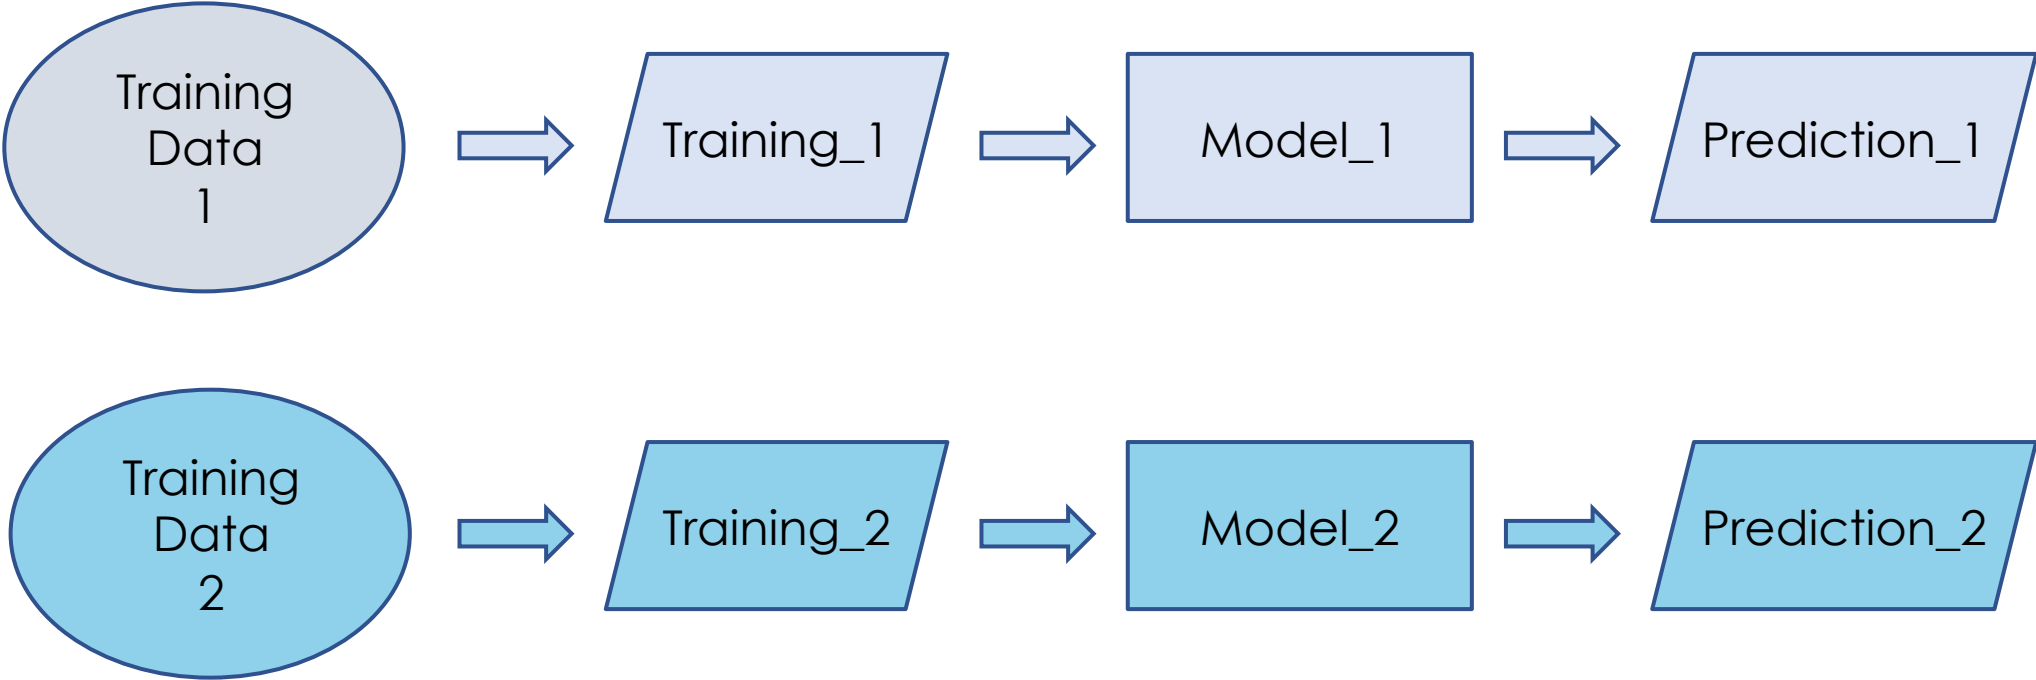 Training
Data
1
Training_1
Model_1
Prediction_1
Training
Data
2
Training_2
Model_2
Prediction_2